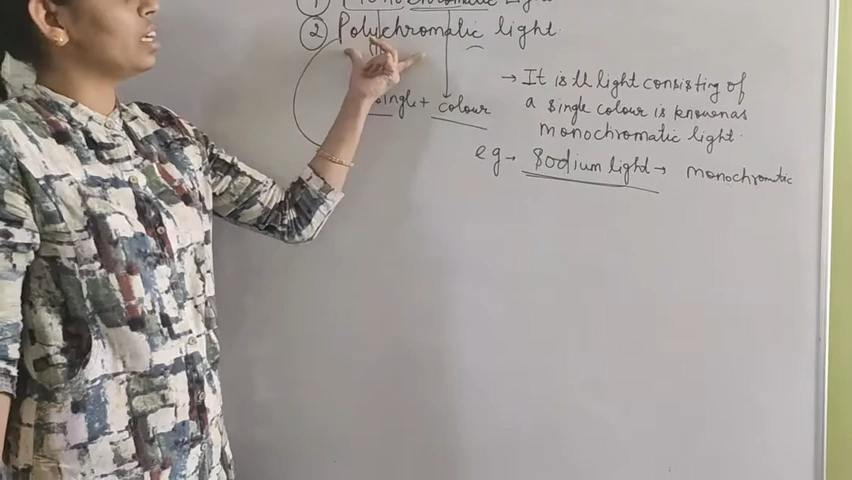 ① Monochromatic light
② Polychromatic light.
single + colour
→ It is th light consisting of
a single colour is known as
monochromatic light.
eg → Sodium light → monochromatic